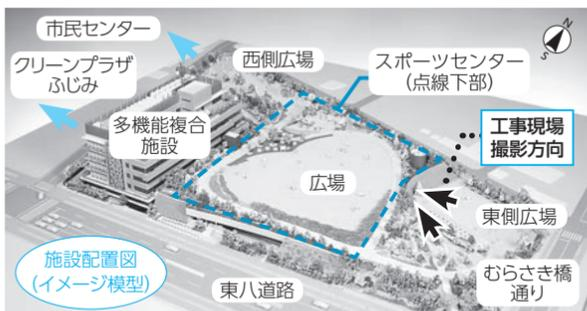 市民センター
クリーンプラザ
ふじみ
西側広場
スポーツセンター
(点線下部)
N
S
多機能複合
施設
工事現場
撮影方向
広場
東側広場
施設配置図
(イメージ模型)
東八道路
むらさき橋
通り